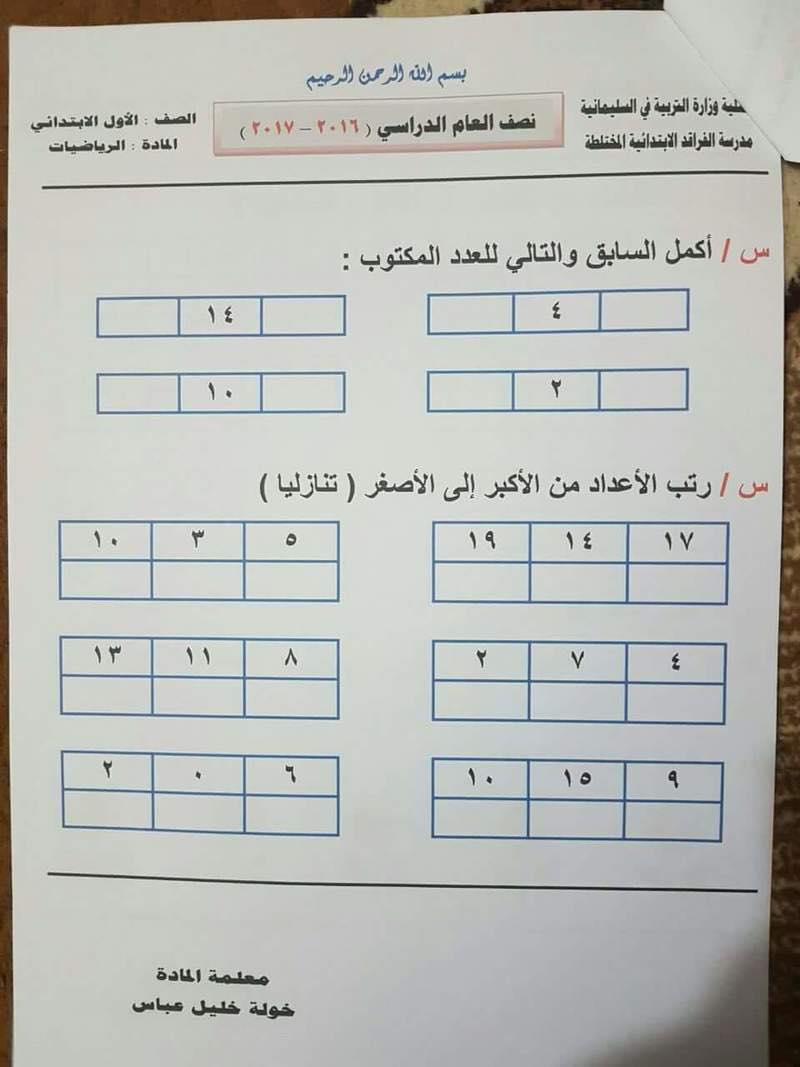 بسم الله الرحمن الرحيم
وزارة التربية في السليمانية
مدرسة الفراقد الابتدائية المختلطة
نصف العام الدراسي ( ٢٠١٦ – ٢٠١٧ )
الصف : الأول الابتدائي
المادة : الرياضيات
س / أكمل السابق والتالي للعدد المكتوب :
٤
١٤
٢
١٠
س / رتب الأعداد من الأكبر إلى الأصغر ( تنازليا )
١٧ ١٤ ١٩
٥ ٣ ١٠
٤ ٧ ٢
٨ ١١ ١٣
٩ ١٥ ١٠
٦ ٠ ٢
معلمة المادة
خولة خليل عباس